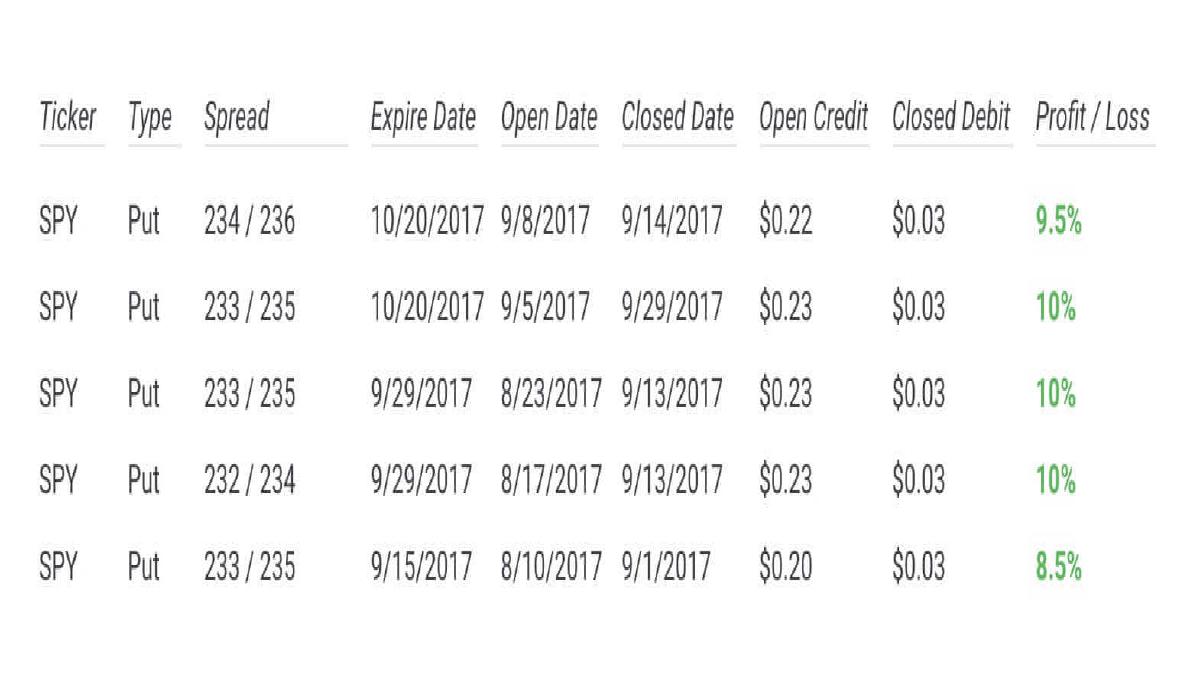 Ticker Type Spread Expire Date Open Date Closed Date Open Credit Closed Debit Profit / Loss
SPY Put 234 / 236 10/20/2017 9/8/2017 9/14/2017 $0.22 $0.03 9.5%
SPY Put 233 / 235 10/20/2017 9/5/2017 9/29/2017 $0.23 $0.03 10%
SPY Put 233 / 235 9/29/2017 8/23/2017 9/13/2017 $0.23 $0.03 10%
SPY Put 232 / 234 9/29/2017 8/17/2017 9/13/2017 $0.23 $0.03 10%
SPY Put 233 / 235 9/15/2017 8/10/2017 9/1/2017 $0.20 $0.03 8.5%